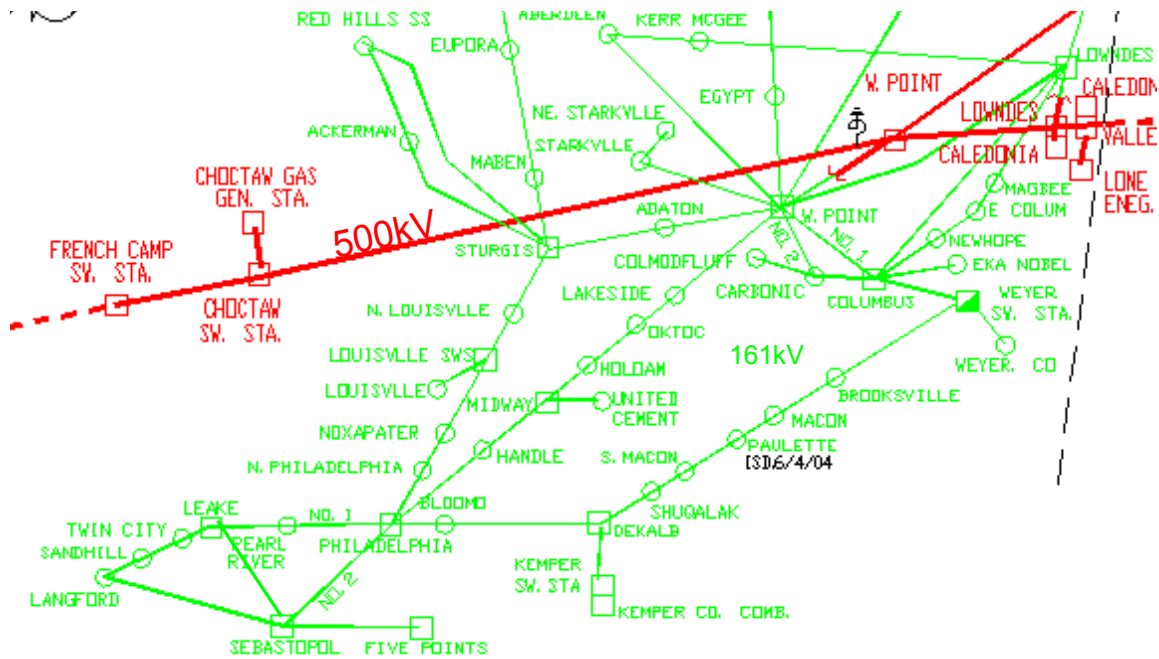 RED HILLS SS
ABERDEEN
KERR MCGEE
EUPORA
LOWNDES
W. POINT
CALEDON
EGYPT
NE. STARKVLLE
LOWNDES
ACKERMAN
STARKVLLE
VALLE
MABEN
CALEDONIA
CHOCTAW GAS
GEN. STA.
LONE
ENEG.
MAGBEE
ADATON
W. POINT
E COLUM
500kV
FRENCH CAMP
SW. STA.
STURGIS
NO. 2
NO. 1
NEWHOPE
COLMODFLUFF
EKA NOBEL
LAKESIDE
CARBONIC
COLUMBUS
WEYER
SW. STA.
CHOCTAW
SW. STA.
N. LOUISVLLE
OKTOC
LOUISVLLE SWS
161kV
HOLOAM
WEYER. CO
LOUISVLLE
MIDWAY
UNITED
CEMENT
BROOKSVILLE
NOXAPATER
MACON
HANDLE
PAULETTE
ISD.6/4/04
N. PHILADELPHIA
S. MACON
BLOOMO
SHUQALAK
LEAKE
NO. 1
TWIN CITY
PEARL
RIVER
PHILADELPHIA
DEKALB
SANDHILL
KEMPER
SW. STA
LANGFORD
NO. 2
KEMPER CO. COMB.
SEBASTOPOL
FIVE POINTS